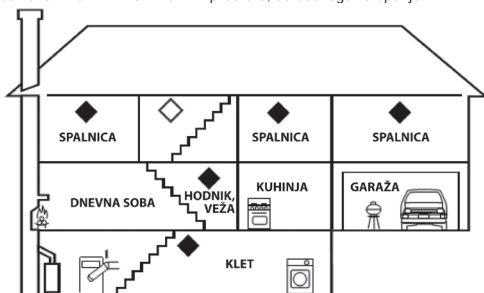 SPALNICA
SPALNICA
SPALNICA
DNEVNA SOBA
HODNIK,
VEŽA
KUHINJA
GARAŽA
KLET